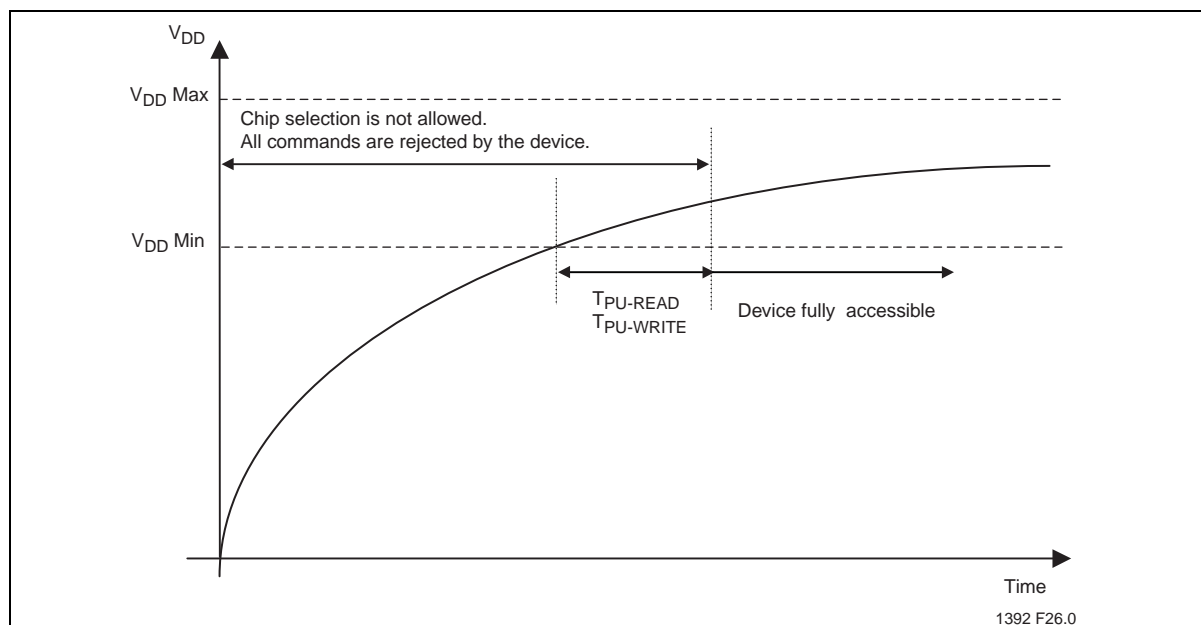 VDD
VDD Max
Chip selection is not allowed.
All commands are rejected by the device.
VDD Min
TPU-READ
TPU-WRITE
Device fully accessible
Time
1392 F26.0